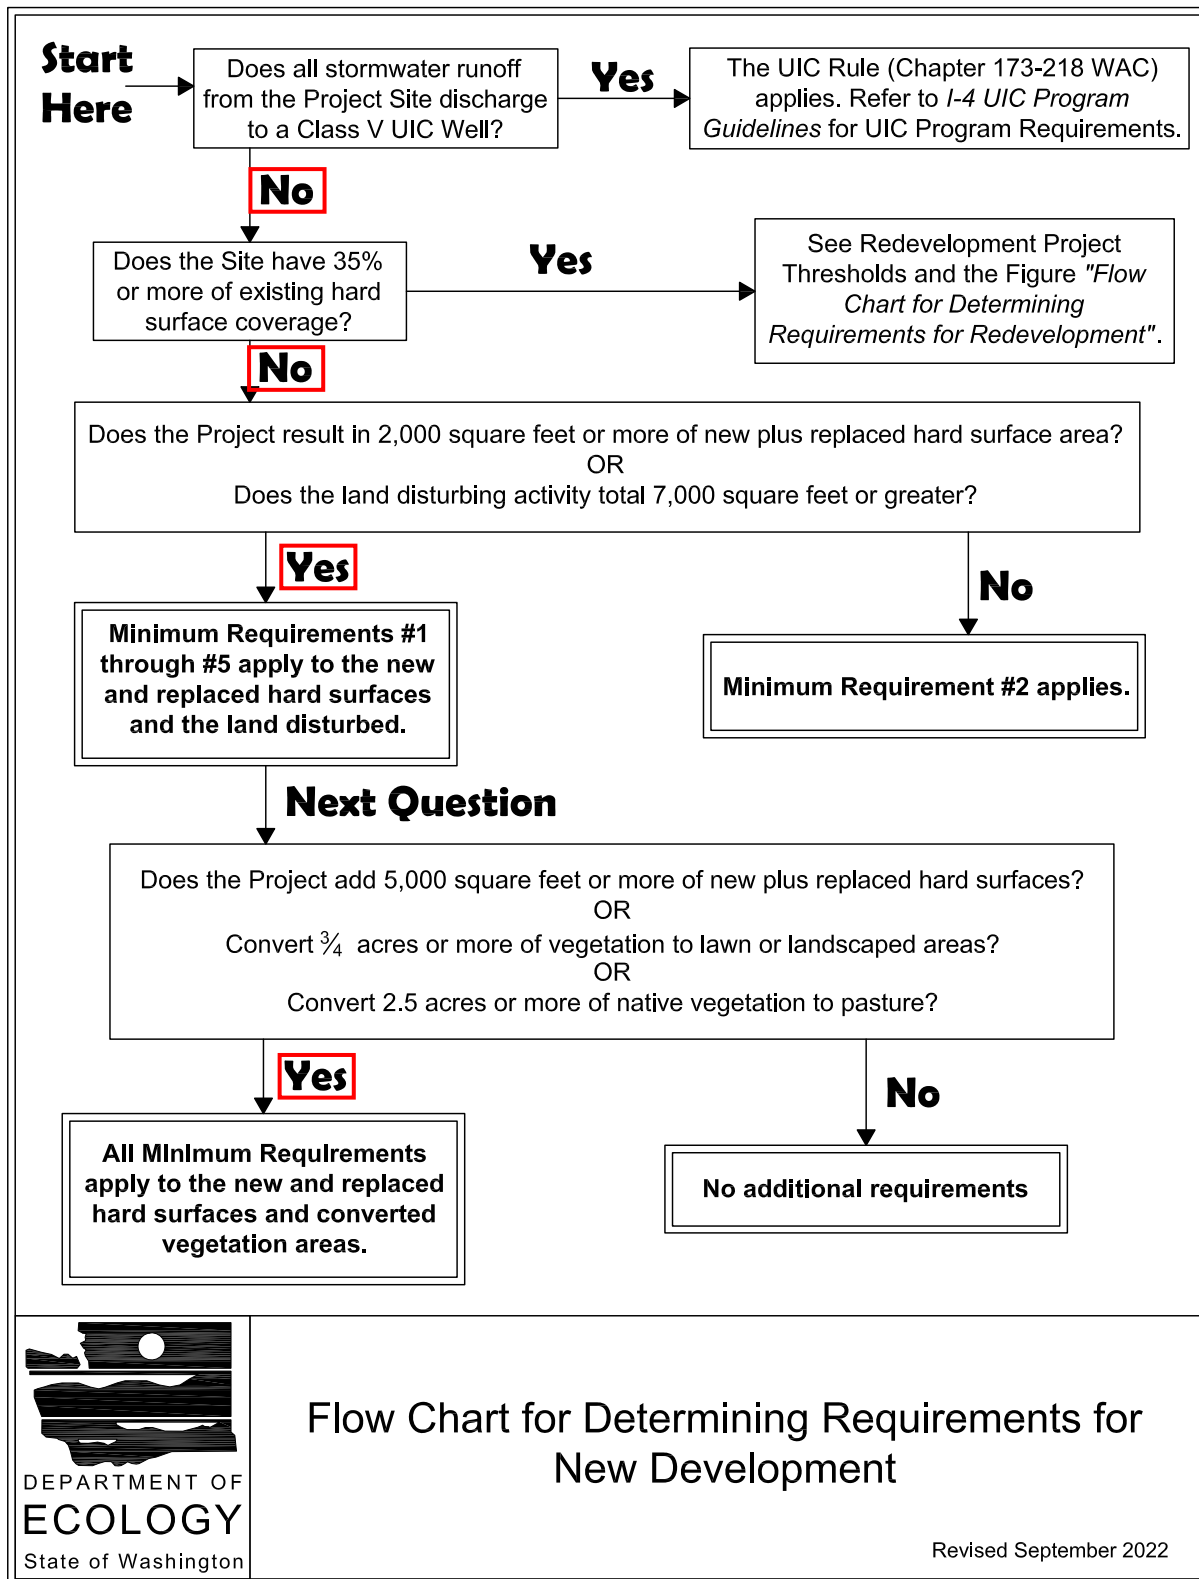 Start
Here
Does all stormwater runoff
from the Project Site discharge
to a Class V UIC Well?
Yes
The UIC Rule (Chapter 173-218 WAC)
applies. Refer to I-4 UIC Program
Guidelines for UIC Program Requirements.
No
Does the Site have 35%
or more of existing hard
surface coverage?
Yes
See Redevelopment Project
Thresholds and the Figure "Flow
Chart for Determining
Requirements for Redevelopment".
No
Does the Project result in 2,000 square feet or more of new plus replaced hard surface area?
OR
Does the land disturbing activity total 7,000 square feet or greater?
Yes
No
Minimum Requirements #1
through #5 apply to the new
and replaced hard surfaces
and the land disturbed.
Minimum Requirement #2 applies.
Next Question
Does the Project add 5,000 square feet or more of new plus replaced hard surfaces?
OR
Convert ¾ acres or more of vegetation to lawn or landscaped areas?
OR
Convert 2.5 acres or more of native vegetation to pasture?
Yes
No
All MInImum RequIrements
apply to the new and replaced
hard surfaces and converted
vegetation areas.
No additional requirements
DEPARTMENT OF
ECOLOGY
State of Washington
Flow Chart for Determining Requirements for
New Development
Revised September 2022